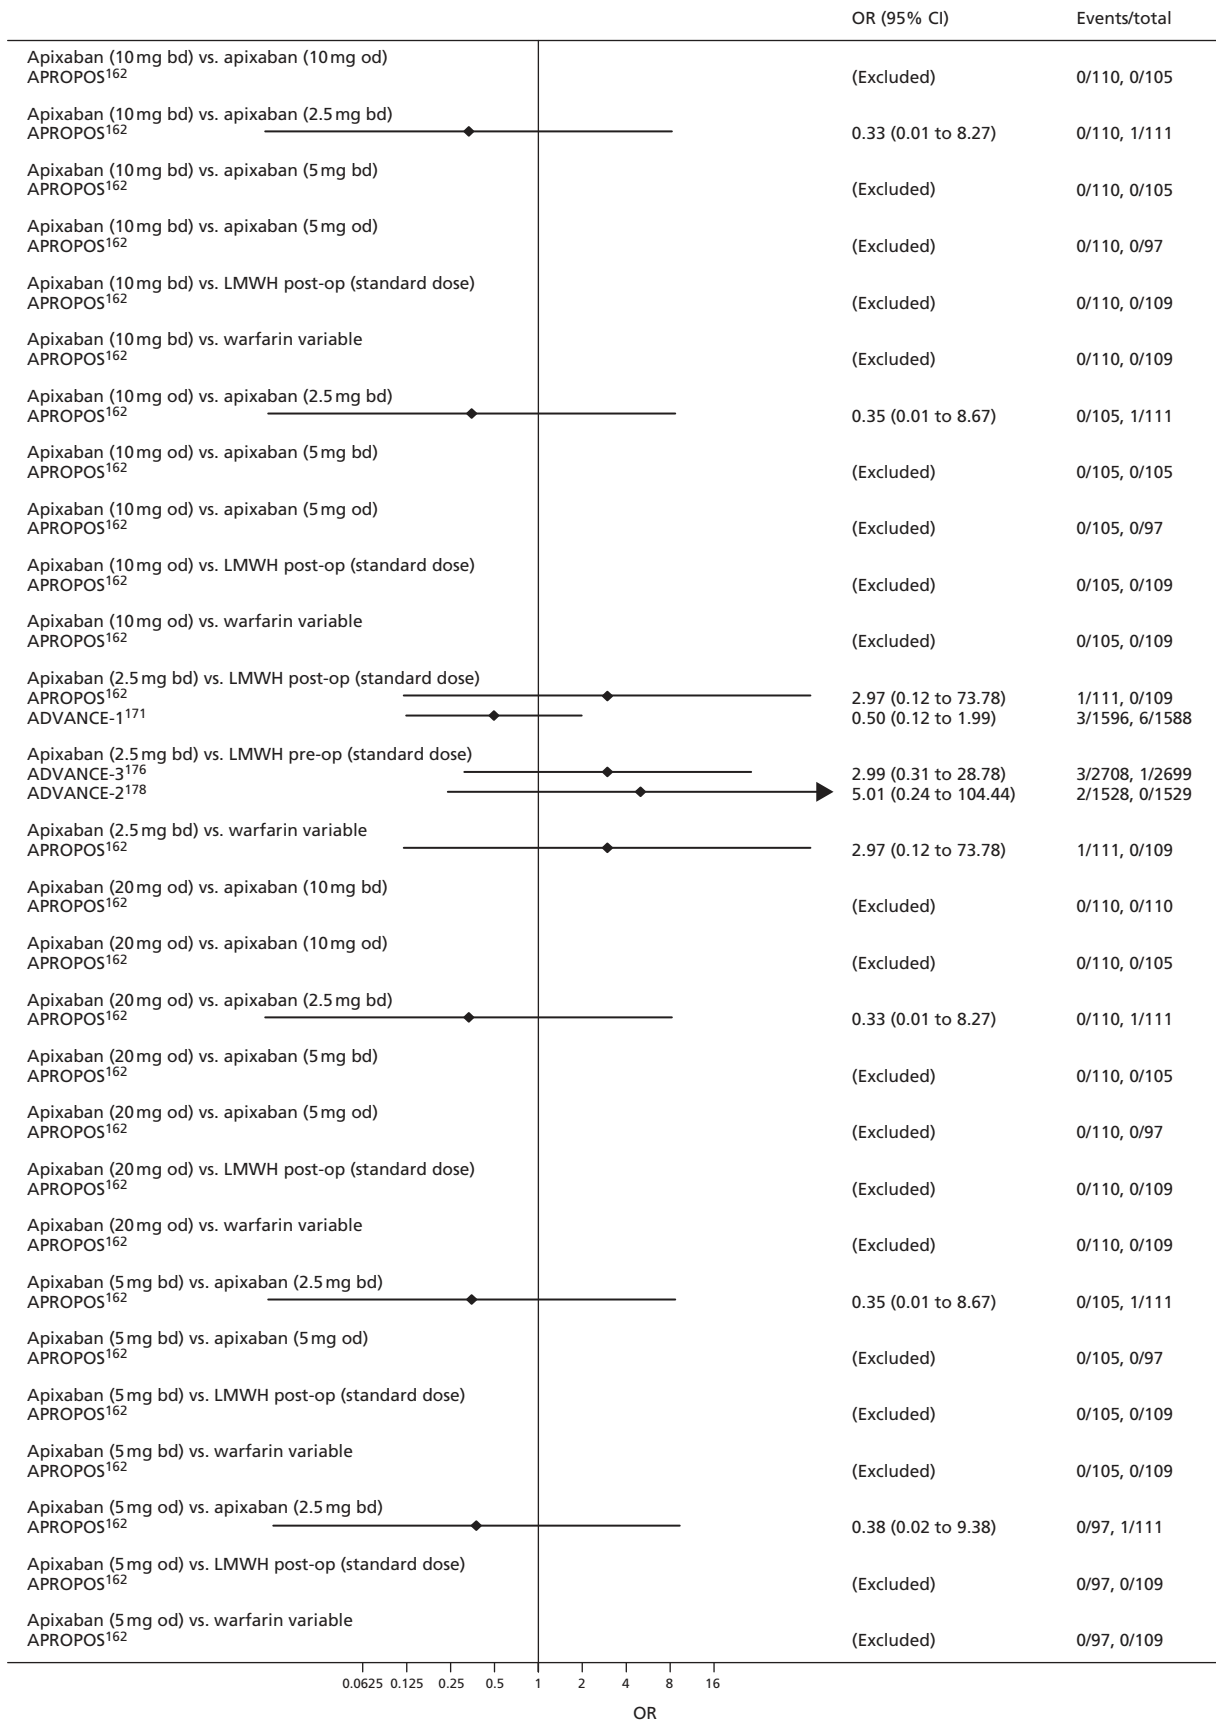 OR (95% CI) Events/total
Apixaban (10 mg bd) vs. apixaban (10 mg od)
APROPOS162 (Excluded) 0/110, 0/105
Apixaban (10 mg bd) vs. apixaban (2.5 mg bd)
APROPOS162 0.33 (0.01 to 8.27) 0/110, 1/111
Apixaban (10 mg bd) vs. apixaban (5 mg bd)
APROPOS162 (Excluded) 0/110, 0/105
Apixaban (10 mg bd) vs. apixaban (5 mg od)
APROPOS162 (Excluded) 0/110, 0/97
Apixaban (10 mg bd) vs. LMWH post-op (standard dose)
APROPOS162 (Excluded) 0/110, 0/109
Apixaban (10 mg bd) vs. warfarin variable
APROPOS162 (Excluded) 0/110, 0/109
Apixaban (10 mg od) vs. apixaban (2.5 mg bd)
APROPOS162 0.35 (0.01 to 8.67) 0/105, 1/111
Apixaban (10 mg od) vs. apixaban (5 mg bd)
APROPOS162 (Excluded) 0/105, 0/105
Apixaban (10 mg od) vs. apixaban (5 mg od)
APROPOS162 (Excluded) 0/105, 0/97
Apixaban (10 mg od) vs. LMWH post-op (standard dose)
APROPOS162 (Excluded) 0/105, 0/109
Apixaban (10 mg od) vs. warfarin variable
APROPOS162 (Excluded) 0/105, 0/109
Apixaban (2.5 mg bd) vs. LMWH post-op (standard dose)
APROPOS162 2.97 (0.12 to 73.78) 1/111, 0/109
ADVANCE-1171 0.50 (0.12 to 1.99) 3/1596, 6/1588
Apixaban (2.5 mg bd) vs. LMWH pre-op (standard dose)
ADVANCE-3176 2.99 (0.31 to 28.78) 3/2708, 1/2699
ADVANCE-2178 5.01 (0.24 to 104.44) 2/1528, 0/1529
Apixaban (2.5 mg bd) vs. warfarin variable
APROPOS162 2.97 (0.12 to 73.78) 1/111, 0/109
Apixaban (20 mg od) vs. apixaban (10 mg bd)
APROPOS162 (Excluded) 0/110, 0/110
Apixaban (20 mg od) vs. apixaban (10 mg od)
APROPOS162 (Excluded) 0/110, 0/105
Apixaban (20 mg od) vs. apixaban (2.5 mg bd)
APROPOS162 0.33 (0.01 to 8.27) 0/110, 1/111
Apixaban (20 mg od) vs. apixaban (5 mg bd)
APROPOS162 (Excluded) 0/110, 0/105
Apixaban (20 mg od) vs. apixaban (5 mg od)
APROPOS162 (Excluded) 0/110, 0/97
Apixaban (20 mg od) vs. LMWH post-op (standard dose)
APROPOS162 (Excluded) 0/110, 0/109
Apixaban (20 mg od) vs. warfarin variable
APROPOS162 (Excluded) 0/110, 0/109
Apixaban (5 mg bd) vs. apixaban (2.5 mg bd)
APROPOS162 0.35 (0.01 to 8.67) 0/105, 1/111
Apixaban (5 mg bd) vs. apixaban (5 mg od)
APROPOS162 (Excluded) 0/105, 0/97
Apixaban (5 mg bd) vs. LMWH post-op (standard dose)
APROPOS162 (Excluded) 0/105, 0/109
Apixaban (5 mg bd) vs. warfarin variable
APROPOS162 (Excluded) 0/105, 0/109
Apixaban (5 mg od) vs. apixaban (2.5 mg bd)
APROPOS162 0.38 (0.02 to 9.38) 0/97, 1/111
Apixaban (5 mg od) vs. LMWH post-op (standard dose)
APROPOS162 (Excluded) 0/97, 0/109
Apixaban (5 mg od) vs. warfarin variable
APROPOS162 (Excluded) 0/97, 0/109
0.0625 0.125 0.25 0.5 1 2 4 8 16
OR